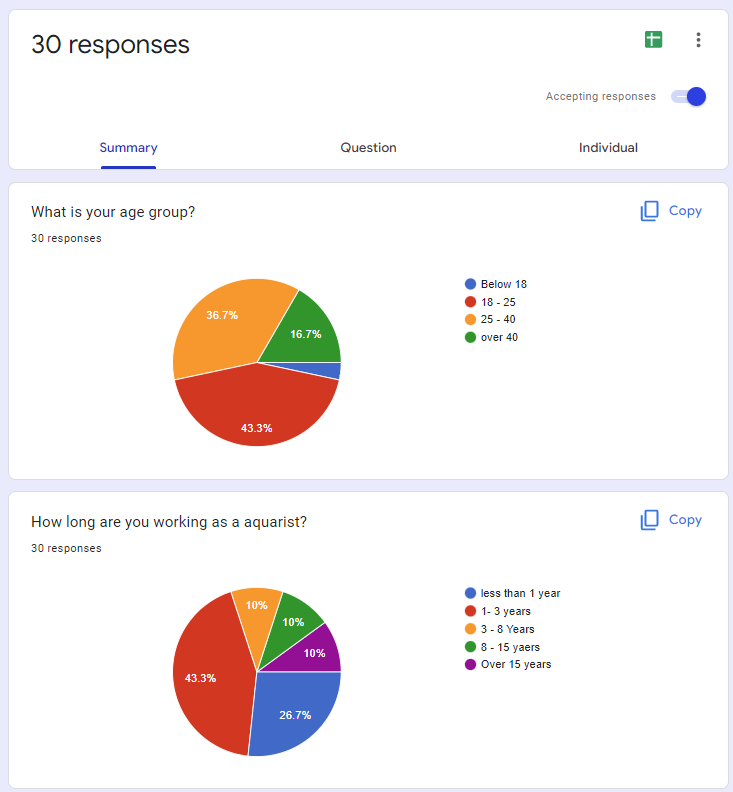 30 responses
Accepting responses
Summary
Question
Individual
What is your age group?
Copy
30 responses
36.7%
16.7%
43.3%
Below 18
18 - 25
25 - 40
over 40
How long are you working as a aquarist?
Copy
30 responses
10%
10%
10%
43.3%
26.7%
less than 1 year
1- 3 years
3 - 8 Years
8 - 15 yaers
Over 15 years